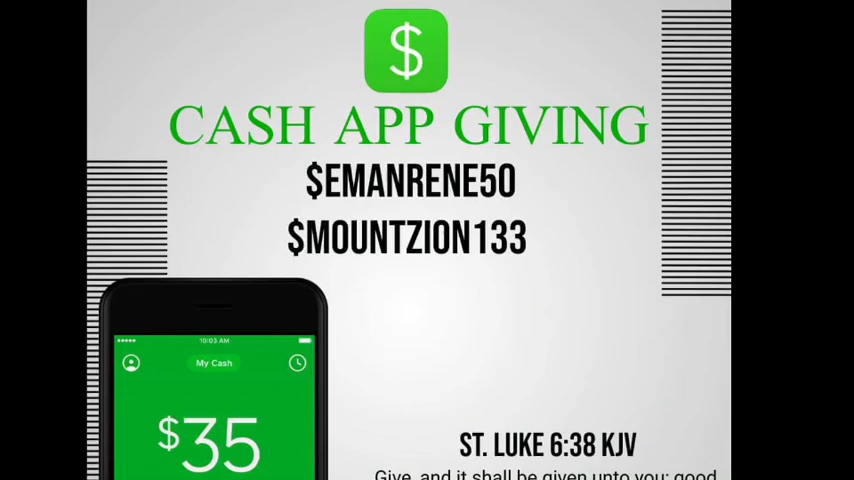 $
CASH APP GIVING
$EMANRENE50
$MOUNTZION133
10:03 AM
My Cash
$35
ST. LUKE 6:38 KJV
Give, and it shall be given unto you; good